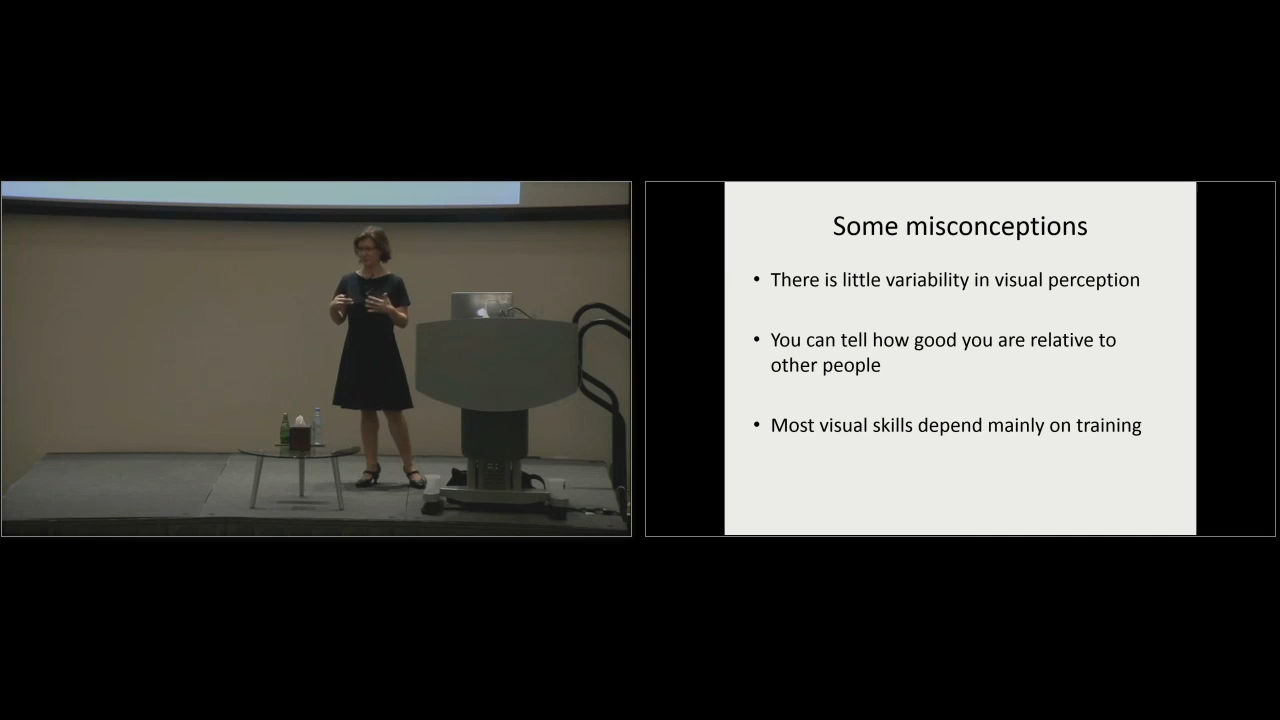 Some misconceptions
• There is little variability in visual perception
• You can tell how good you are relative to
other people
• Most visual skills depend mainly on training